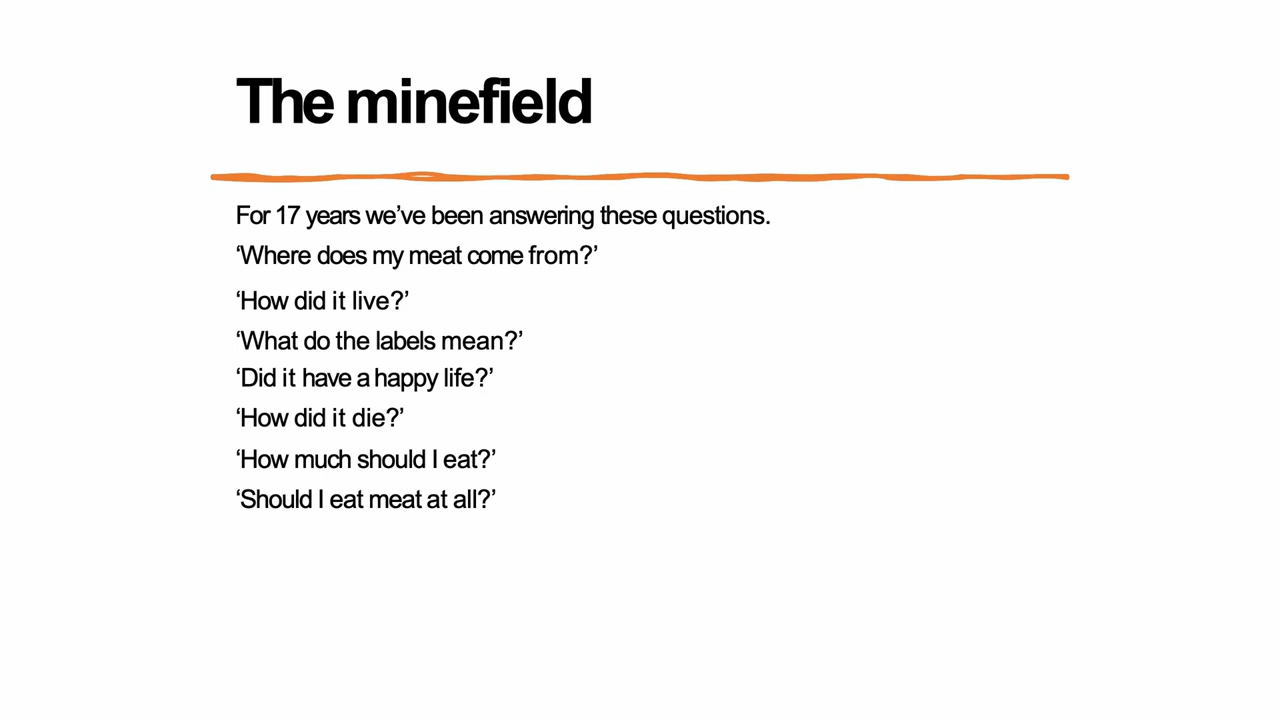 The minefield
For 17 years we’ve been answering these questions.
‘Where does my meat come from?’
‘How did it live?’
‘What do the labels mean?’
‘Did it have a happy life?’
‘How did it die?’
‘How much should I eat?’
‘Should I eat meat at all?’